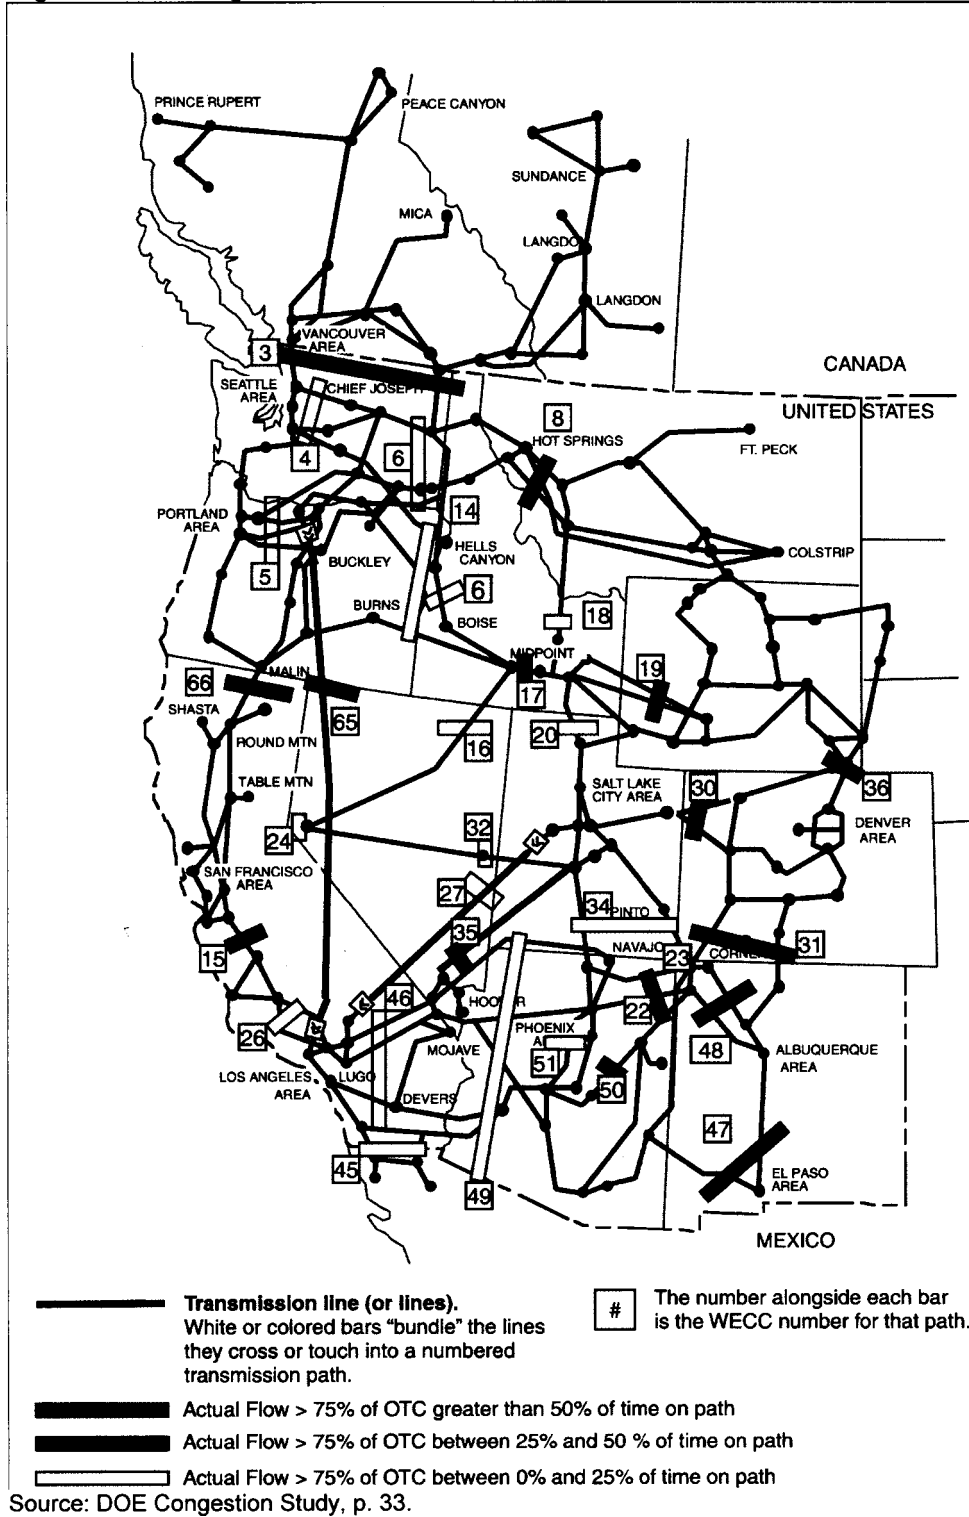 PRINCE RUPERT
PEACE CANYON
SUNDANCE
MICA
LANGDO
LANGDON
VANCOUVER
AREA
3
CANADA
SEATTLE
AREA
CHIEF JOSEPH
UNITED STATES
8
HOT SPRINGS
FT. PECK
4
6
PORTLAND
AREA
14
HELLS
CANYON
COLSTRIP
BUCKLEY
5
6
BURNS
BOISE
18
MIDPOINT
MALIN
19
66
17
SHASTA
65
ROUND MTN
16
20
TABLE MTN
SALT LAKE
CITY AREA
30
36
24
32
DENVER
AREA
SAN FRANCISCO
AREA
27
34
PINTO
35
NAVAJO
23
CORNE
31
15
46
HOOVER
22
26
PHOENIX
A
MOJAVE
51
48
ALBUQUERQUE
AREA
LOS ANGELES
AREA
LUGO
50
DEVERS
47
45
49
EL PASO
AREA
MEXICO
Transmission line (or lines).
White or colored bars “bundle” the lines
they cross or touch into a numbered
transmission path.
#
The number alongside each bar
is the WECC number for that path.
Actual Flow > 75% of OTC greater than 50% of time on path
Actual Flow > 75% of OTC between 25% and 50 % of time on path
Actual Flow > 75% of OTC between 0% and 25% of time on path
Source: DOE Congestion Study, p. 33.